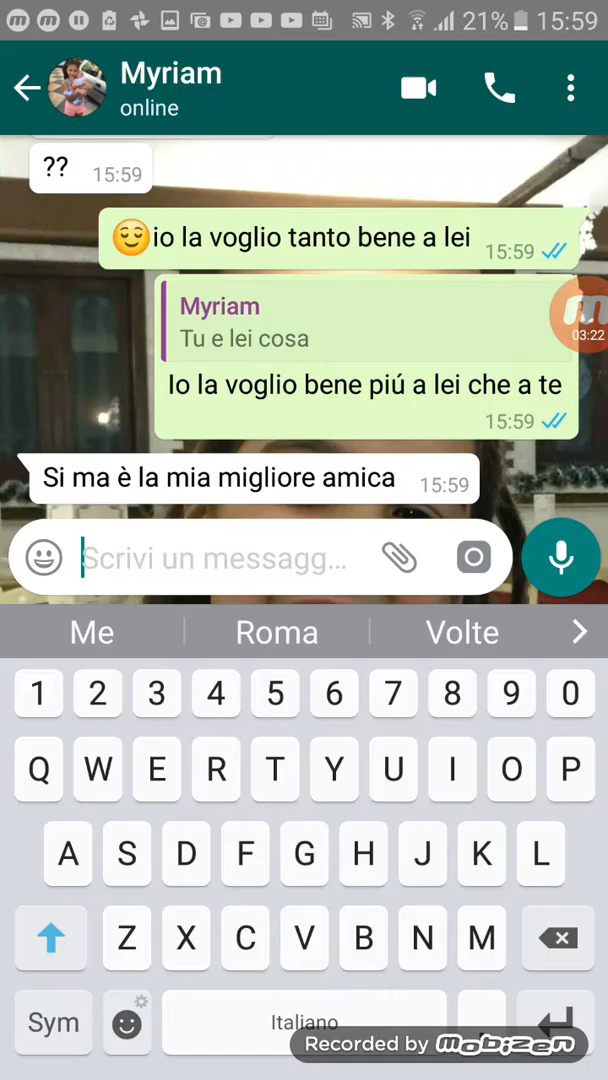 21% 15:59
Myriam
online
?? 15:59
😌io la voglio tanto bene a lei 15:59
Myriam
Tu e lei cosa
03:22
Io la voglio bene piú a lei che a te
15:59
Si ma è la mia migliore amica 15:59
Scrivi un messagg...
Me Roma Volte
1 2 3 4 5 6 7 8 9 0
Q W E R T Y U I O P
A S D F G H J K L
Z X C V B N M
Sym Italiano
Recorded by mobizen